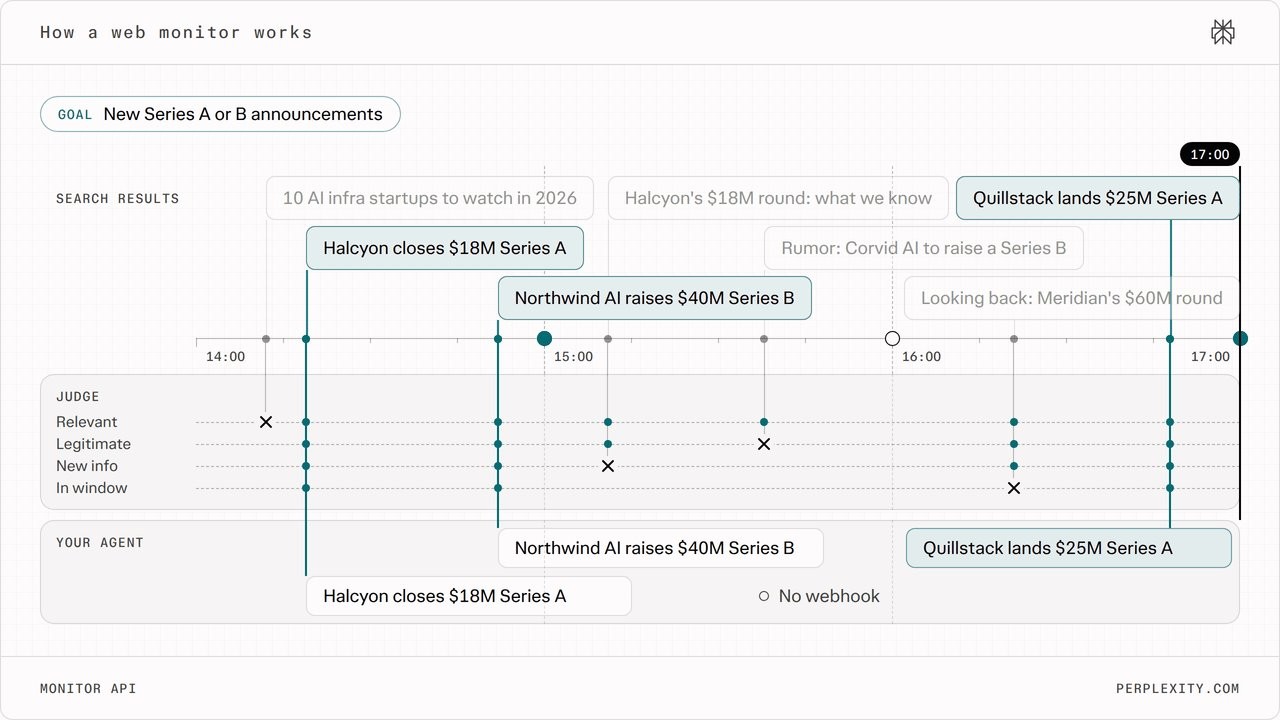 How a web monitor works
GOAL New Series A or B announcements
17:00
SEARCH RESULTS
10 AI infra startups to watch in 2026
Halcyon's $18M round: what we know
Quillstack lands $25M Series A
Halcyon closes $18M Series A
Rumor: Corvid AI to raise a Series B
Northwind AI raises $40M Series B
Looking back: Meridian's $60M round
14:00
15:00
16:00
17:00
JUDGE
Relevant
Legitimate
New info
In window
YOUR AGENT
Northwind AI raises $40M Series B
Quillstack lands $25M Series A
Halcyon closes $18M Series A
No webhook
MONITOR API
PERPLEXITY.COM